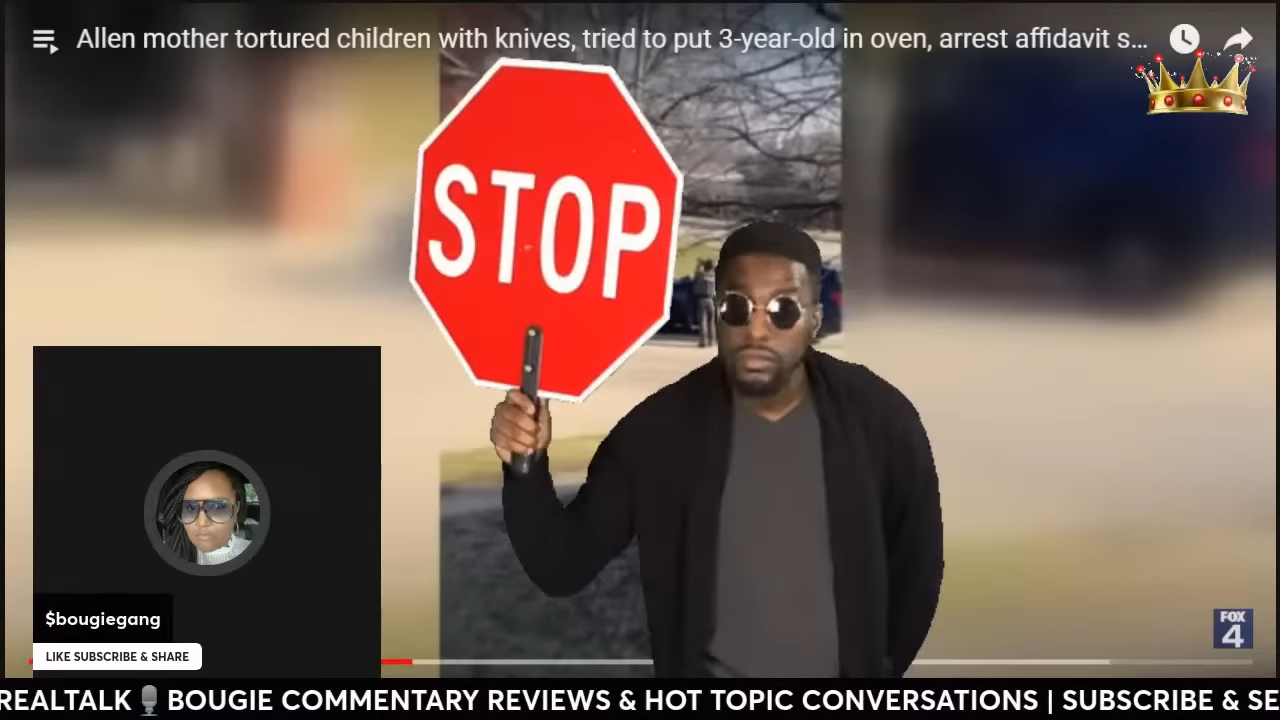 Allen mother tortured children with knives, tried to put 3-year-old in oven, arrest affidavit s...
STOP
$bougiegang
LIKE SUBSCRIBE & SHARE
FOX
4
REALTALK🎙️BOUGIE COMMENTARY REVIEWS & HOT TOPIC CONVERSATIONS | SUBSCRIBE & SE